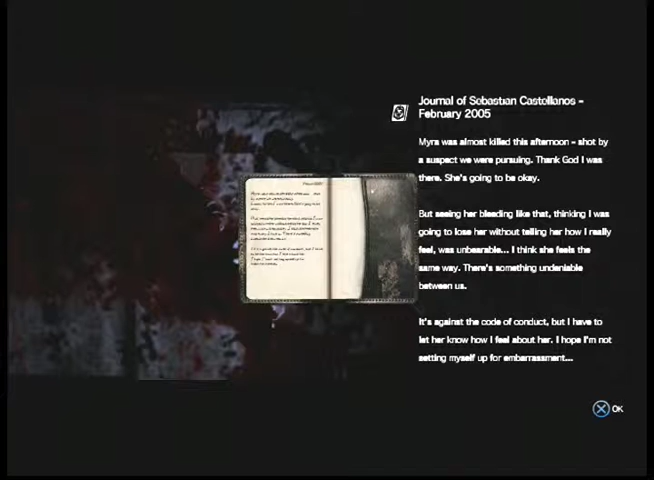 Journal of Sebastian Castellanos -
February 2005
Myra was almost killed this afternoon - shot by
a suspect we were pursuing. Thank God I was
there. She's going to be okay.
But seeing her bleeding like that, thinking I was
going to lose her without telling her how I really
feel, was unbearable... I think she feels the
same way. There's something undeniable
between us.
It's against the code of conduct, but I have to
let her know how I feel about her. I hope I'm not
setting myself up for embarrassment...
OK